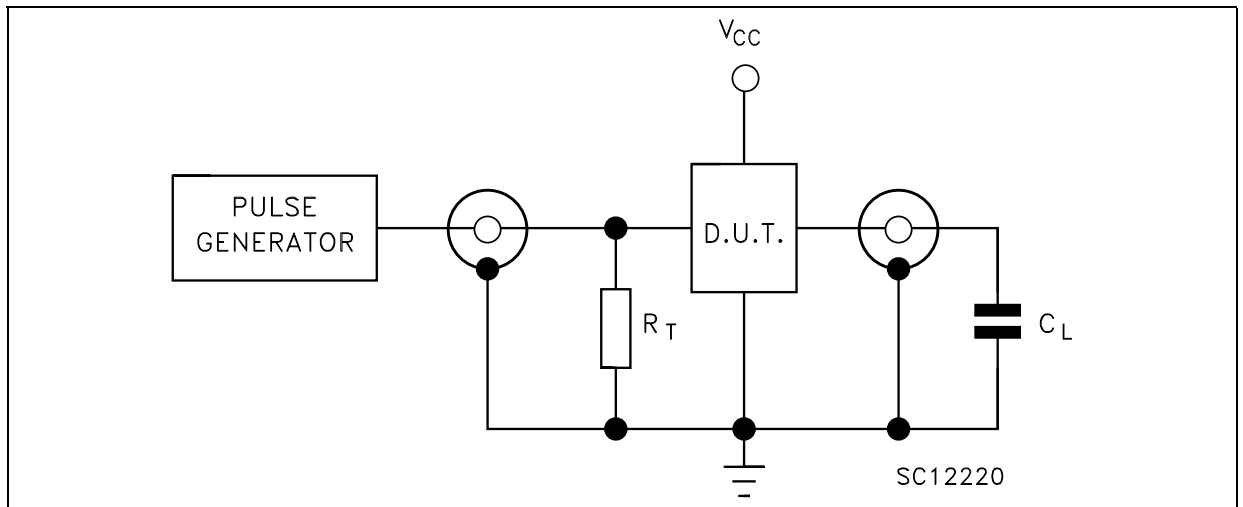 VCC
PULSE
GENERATOR
D.U.T.
RT
CL
SC12220